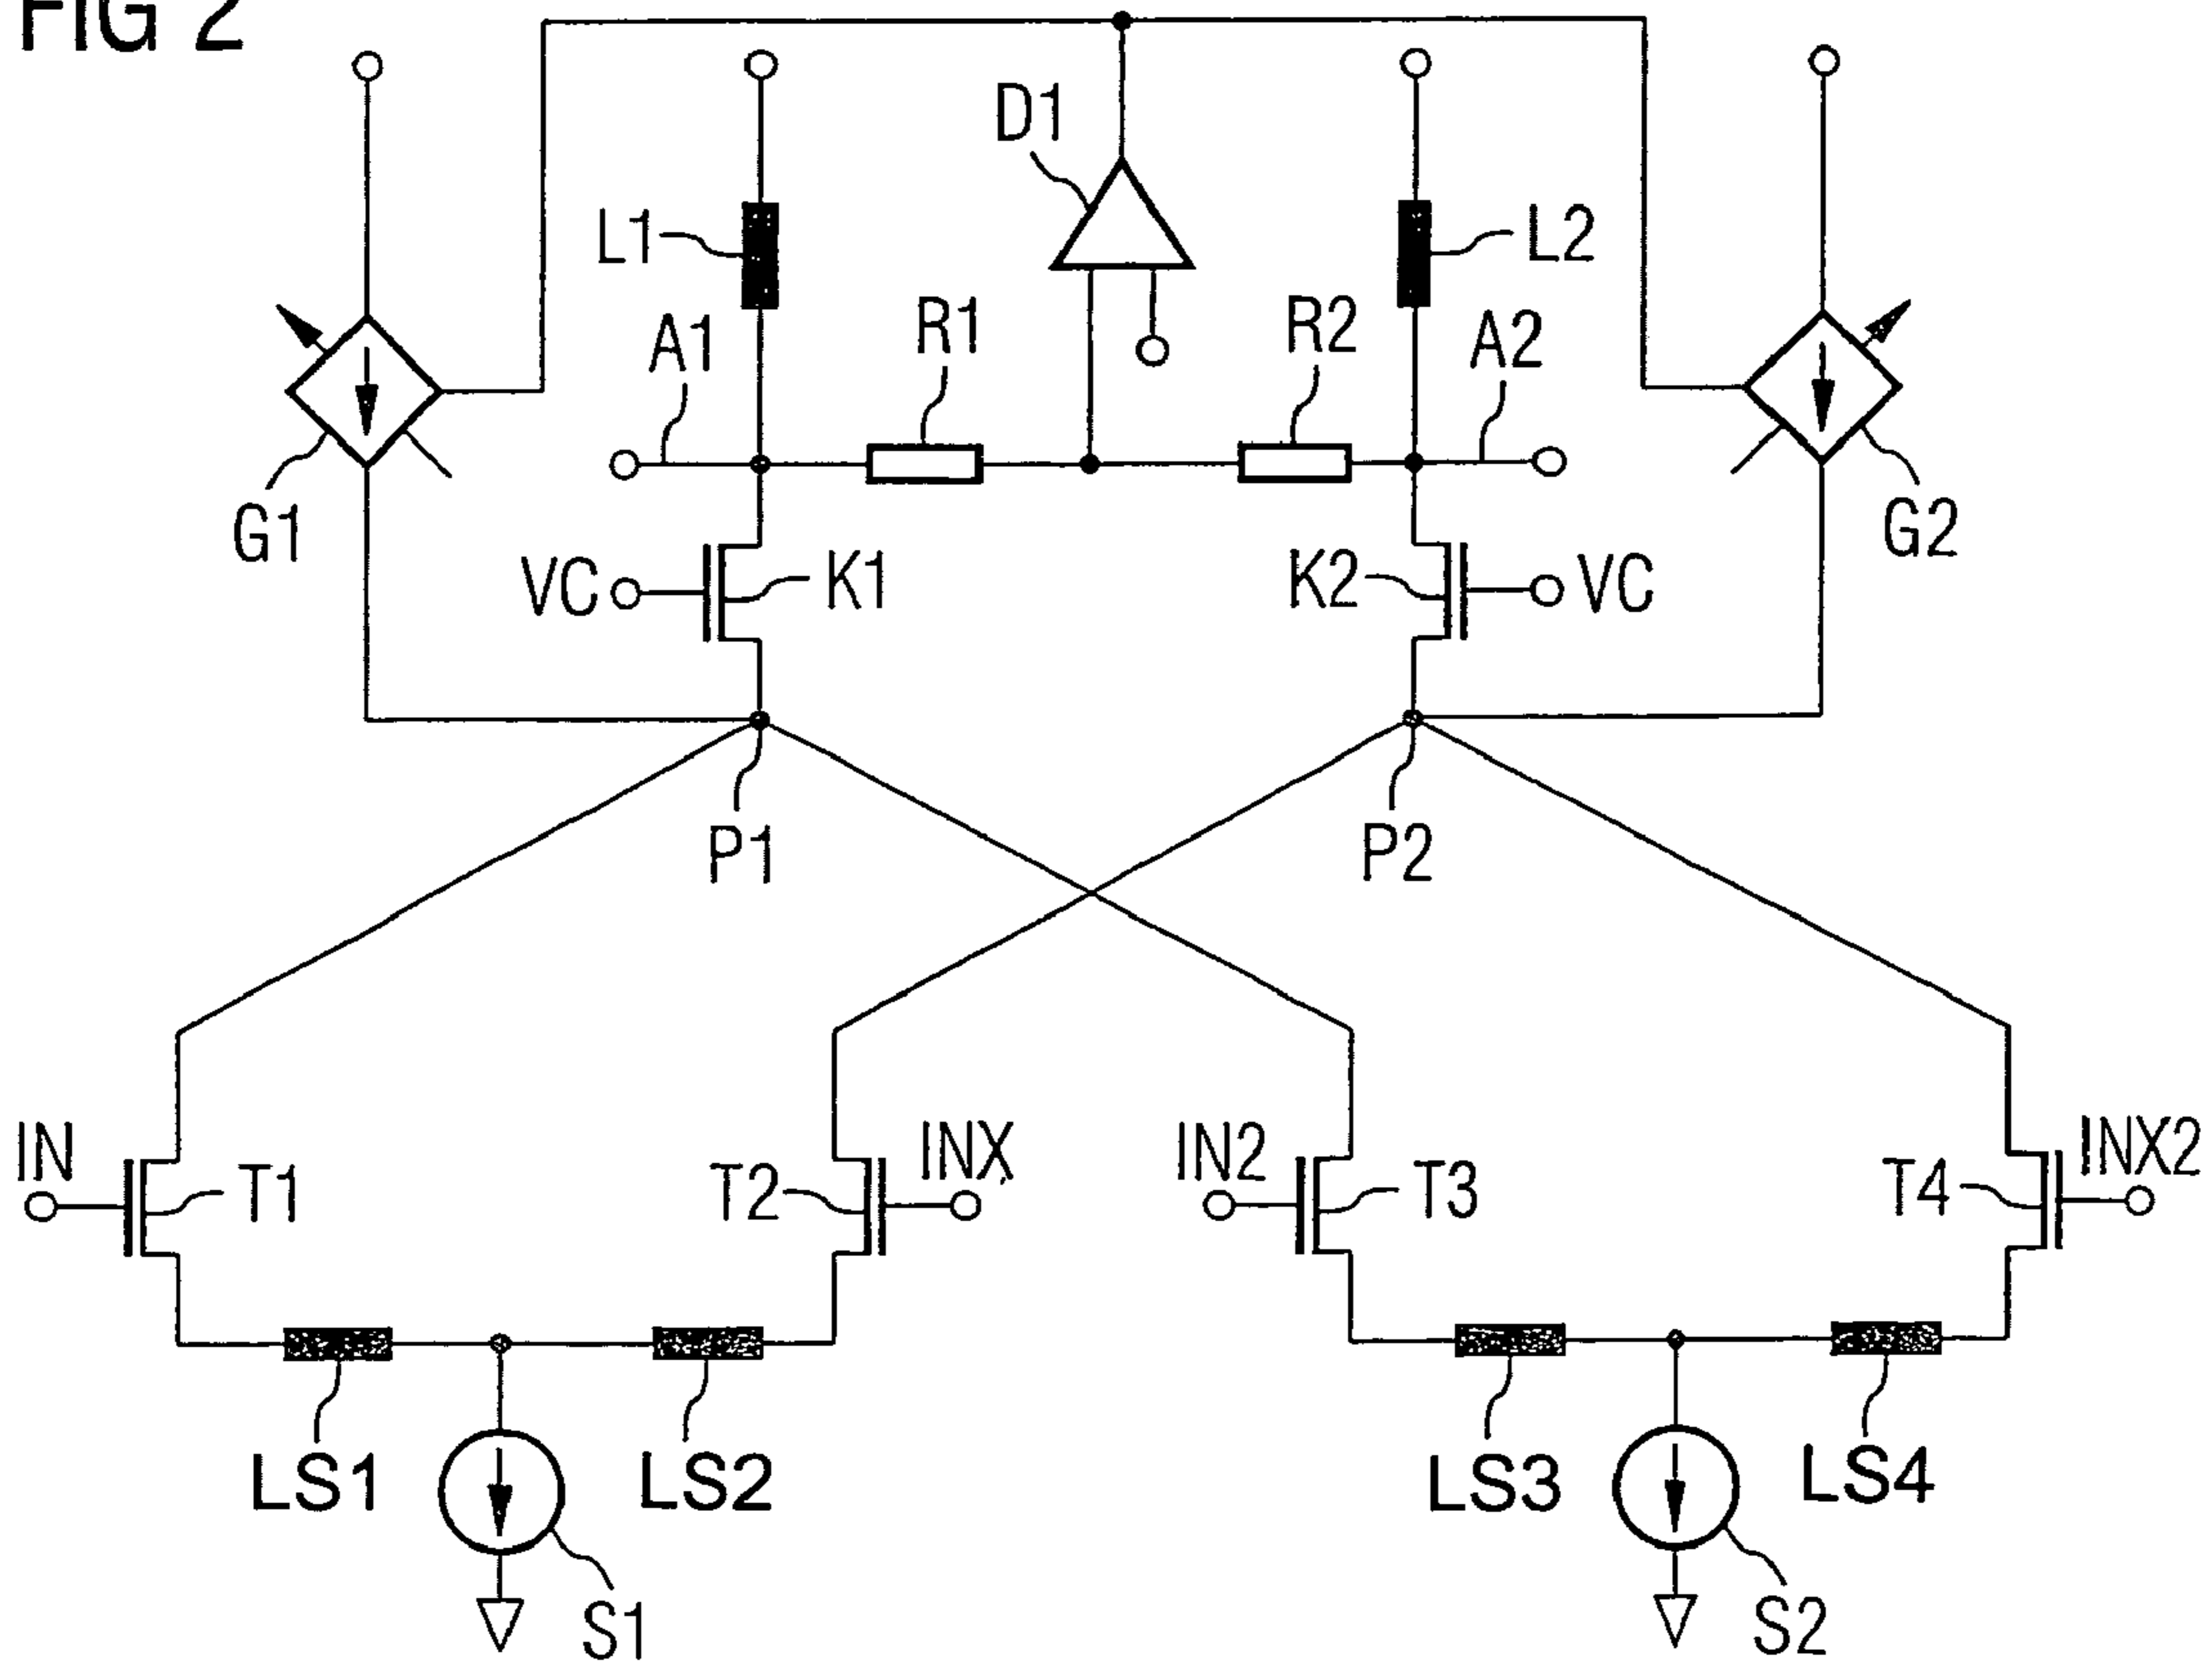 FIG 2
D1
L1
L2
A1
R1
R2
A2
G1
G2
VC
K1
K2
VC
P1
P2
IN
T1
T2
INX
IN2
T3
T4
INX2
LS1
LS2
LS3
LS4
S1
S2